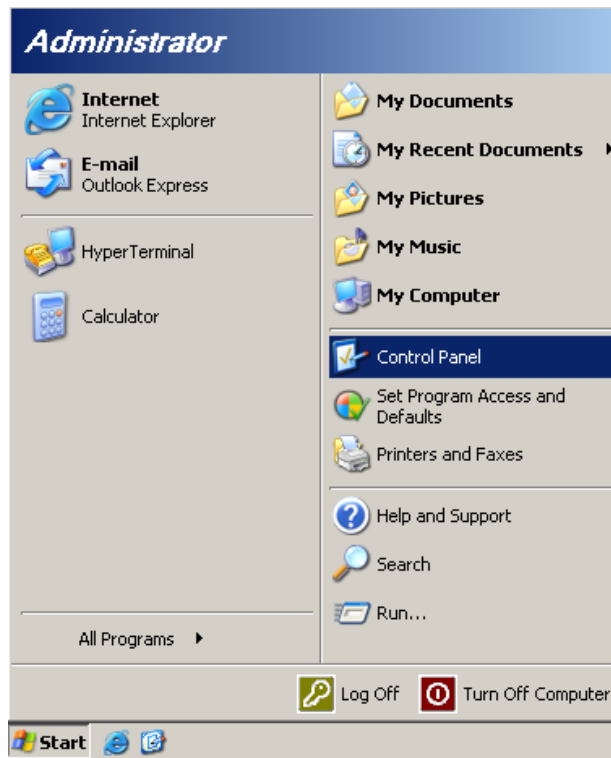 Administrator
Internet
Internet Explorer
E-mail
Outlook Express
HyperTerminal
Calculator
All Programs
My Documents
My Recent Documents
My Pictures
My Music
My Computer
Control Panel
Set Program Access and
Defaults
Printers and Faxes
Help and Support
Search
Run...
Log Off
Turn Off Computer
Start